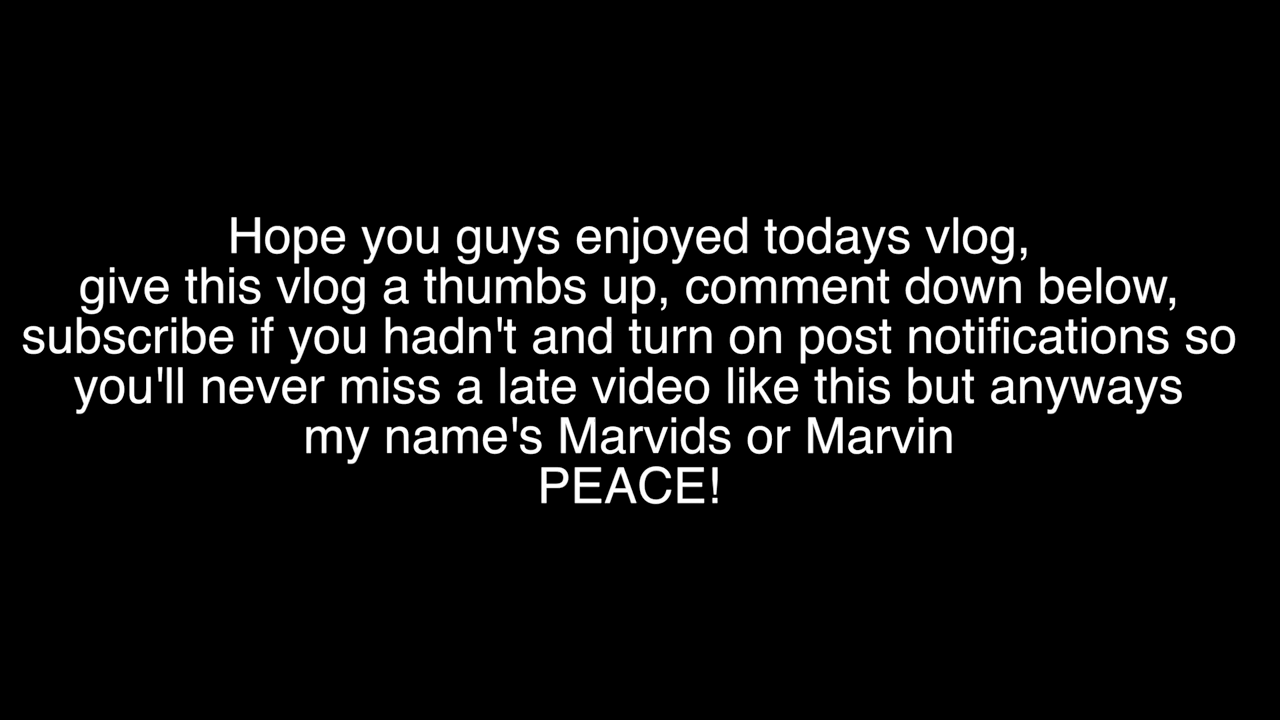 Hope you guys enjoyed todays vlog,
give this vlog a thumbs up, comment down below,
subscribe if you hadn't and turn on post notifications so
you'll never miss a late video like this but anyways
my name's Marvids or Marvin
PEACE!